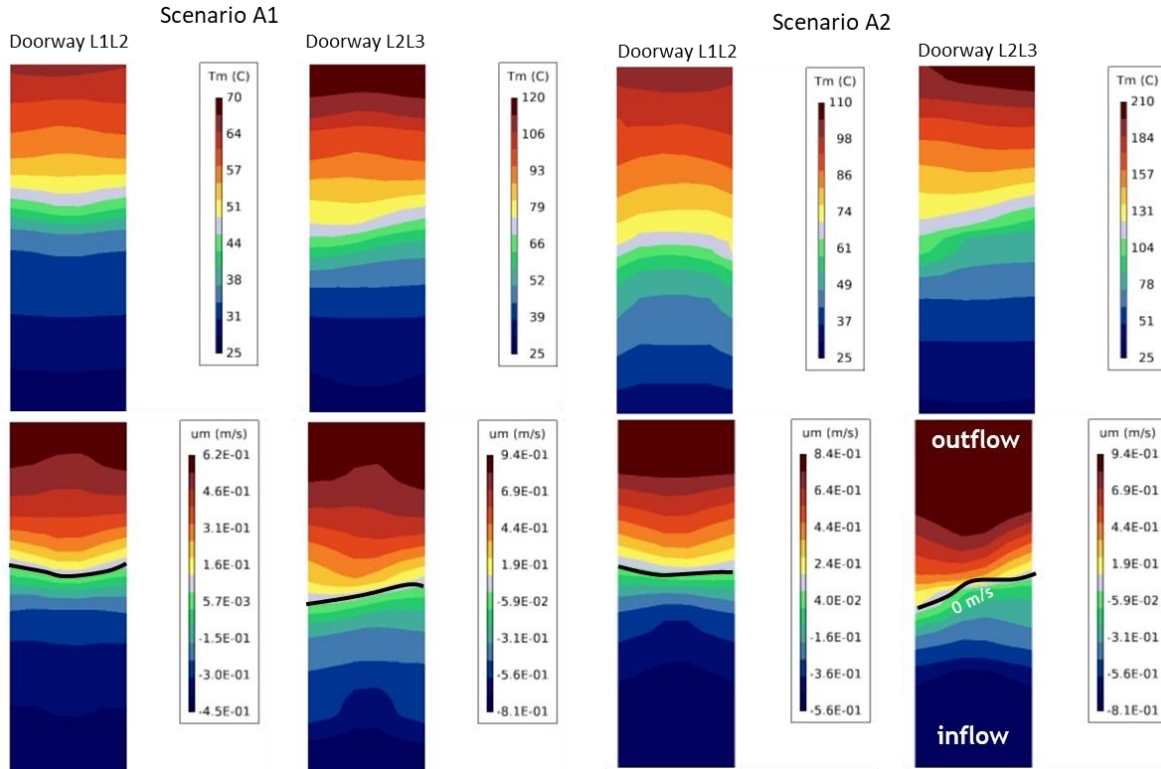 Scenario A1
Scenario A2
Doorway L1L2
Doorway L2L3
Doorway L1L2
Doorway L2L3
Tm (C)
70
64
57
51
44
38
31
25
Tm (C)
120
106
93
79
66
52
39
25
Tm (C)
110
98
86
74
61
49
37
25
Tm (C)
210
184
157
131
104
78
51
25
um (m/s)
6.2E-01
4.6E-01
3.1E-01
1.6E-01
5.7E-03
-1.5E-01
-3.0E-01
-4.5E-01
um (m/s)
9.4E-01
6.9E-01
4.4E-01
1.9E-01
-5.9E-02
-3.1E-01
-5.6E-01
-8.1E-01
um (m/s)
8.4E-01
6.4E-01
4.4E-01
2.4E-01
4.0E-02
-1.6E-01
-3.6E-01
-5.6E-01
outflow
0 m/s
inflow
um (m/s)
9.4E-01
6.9E-01
4.4E-01
1.9E-01
-5.9E-02
-3.1E-01
-5.6E-01
-8.1E-01